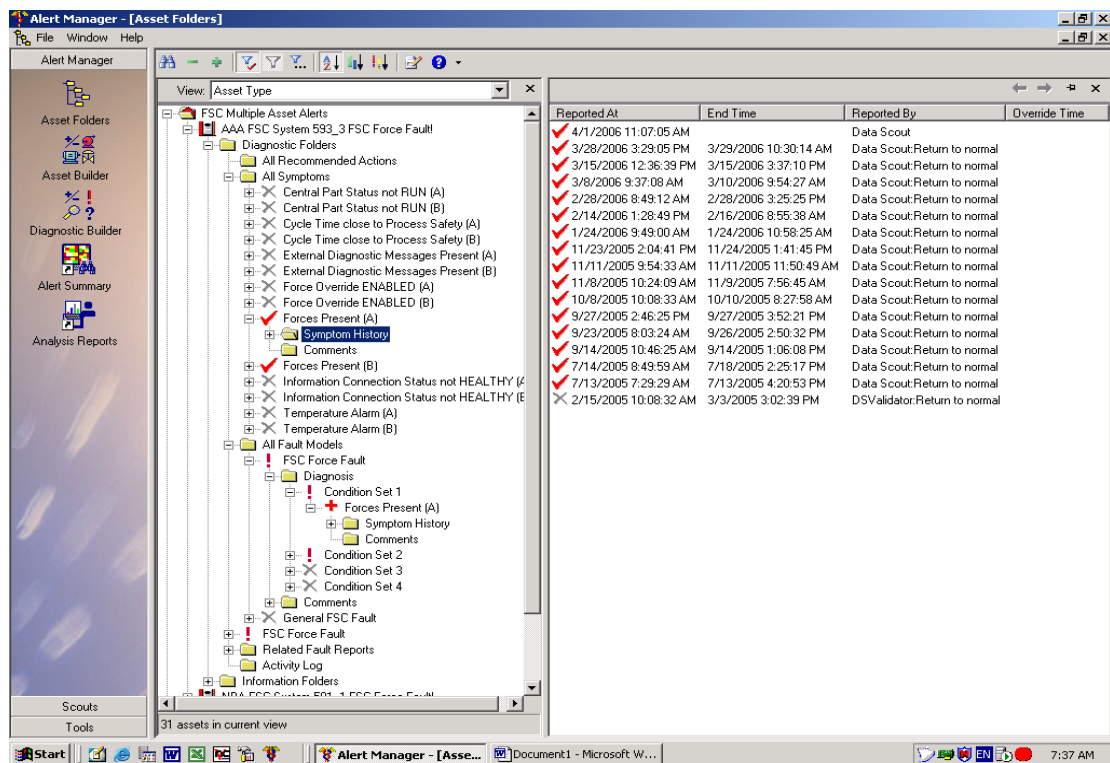 Alert Manager - [Asset Folders]
File Window Help
Alert Manager
Asset Folders
Asset Builder
Diagnostic Builder
Alert Summary
Analysis Reports
Scouts
Tools
View: Asset Type
FSC Multiple Asset Alerts
AAA FSC System 593_3 FSC Force Fault!
Diagnostic Folders
All Recommended Actions
All Symptoms
Central Part Status not RUN (A)
Central Part Status not RUN (B)
Cycle Time close to Process Safety (A)
Cycle Time close to Process Safety (B)
External Diagnostic Messages Present (A)
External Diagnostic Messages Present (B)
Force Override ENABLED (A)
Force Override ENABLED (B)
Forces Present (A)
Symptom History
Comments
Forces Present (B)
Information Connection Status not HEALTHY (A
Information Connection Status not HEALTHY (B
Temperature Alarm (A)
Temperature Alarm (B)
All Fault Models
FSC Force Fault
Diagnosis
Condition Set 1
Forces Present (A)
Symptom History
Comments
Condition Set 2
Condition Set 3
Condition Set 4
Comments
General FSC Fault
FSC Force Fault
Related Fault Reports
Activity Log
Information Folders
FSC System
31 assets in current view
Reported At End Time Reported By Override Time
4/1/2006 11:07:05 AM Data Scout
3/28/2006 3:29:05 PM 3/29/2006 10:30:14 AM Data Scout:Return to normal
3/15/2006 12:36:39 PM 3/15/2006 3:37:10 PM Data Scout:Return to normal
3/8/2006 9:37:08 AM 3/10/2006 9:54:27 AM Data Scout:Return to normal
2/28/2006 8:49:12 AM 2/28/2006 3:25:25 PM Data Scout:Return to normal
2/14/2006 1:28:49 PM 2/16/2006 8:55:38 AM Data Scout:Return to normal
1/24/2006 9:49:00 AM 1/24/2006 10:58:25 AM Data Scout:Return to normal
11/23/2005 2:04:41 PM 11/24/2005 1:41:45 PM Data Scout:Return to normal
11/11/2005 9:54:33 AM 11/11/2005 11:50:49 AM Data Scout:Return to normal
11/8/2005 10:24:09 AM 11/9/2005 7:56:45 AM Data Scout:Return to normal
10/8/2005 10:08:33 AM 10/10/2005 8:27:58 AM Data Scout:Return to normal
9/27/2005 2:46:25 PM 9/27/2005 3:52:21 PM Data Scout:Return to normal
9/23/2005 8:03:24 AM 9/26/2005 2:50:32 PM Data Scout:Return to normal
9/14/2005 10:46:25 AM 9/14/2005 1:06:08 PM Data Scout:Return to normal
7/14/2005 8:49:59 AM 7/18/2005 2:25:17 PM Data Scout:Return to normal
7/13/2005 7:29:29 AM 7/13/2005 4:20:53 PM Data Scout:Return to normal
2/15/2005 10:08:32 AM 3/3/2005 3:02:39 PM DSValidator:Return to normal
Start Alert Manager - [Asse... Document1 - Microsoft W... EN 7:37 AM